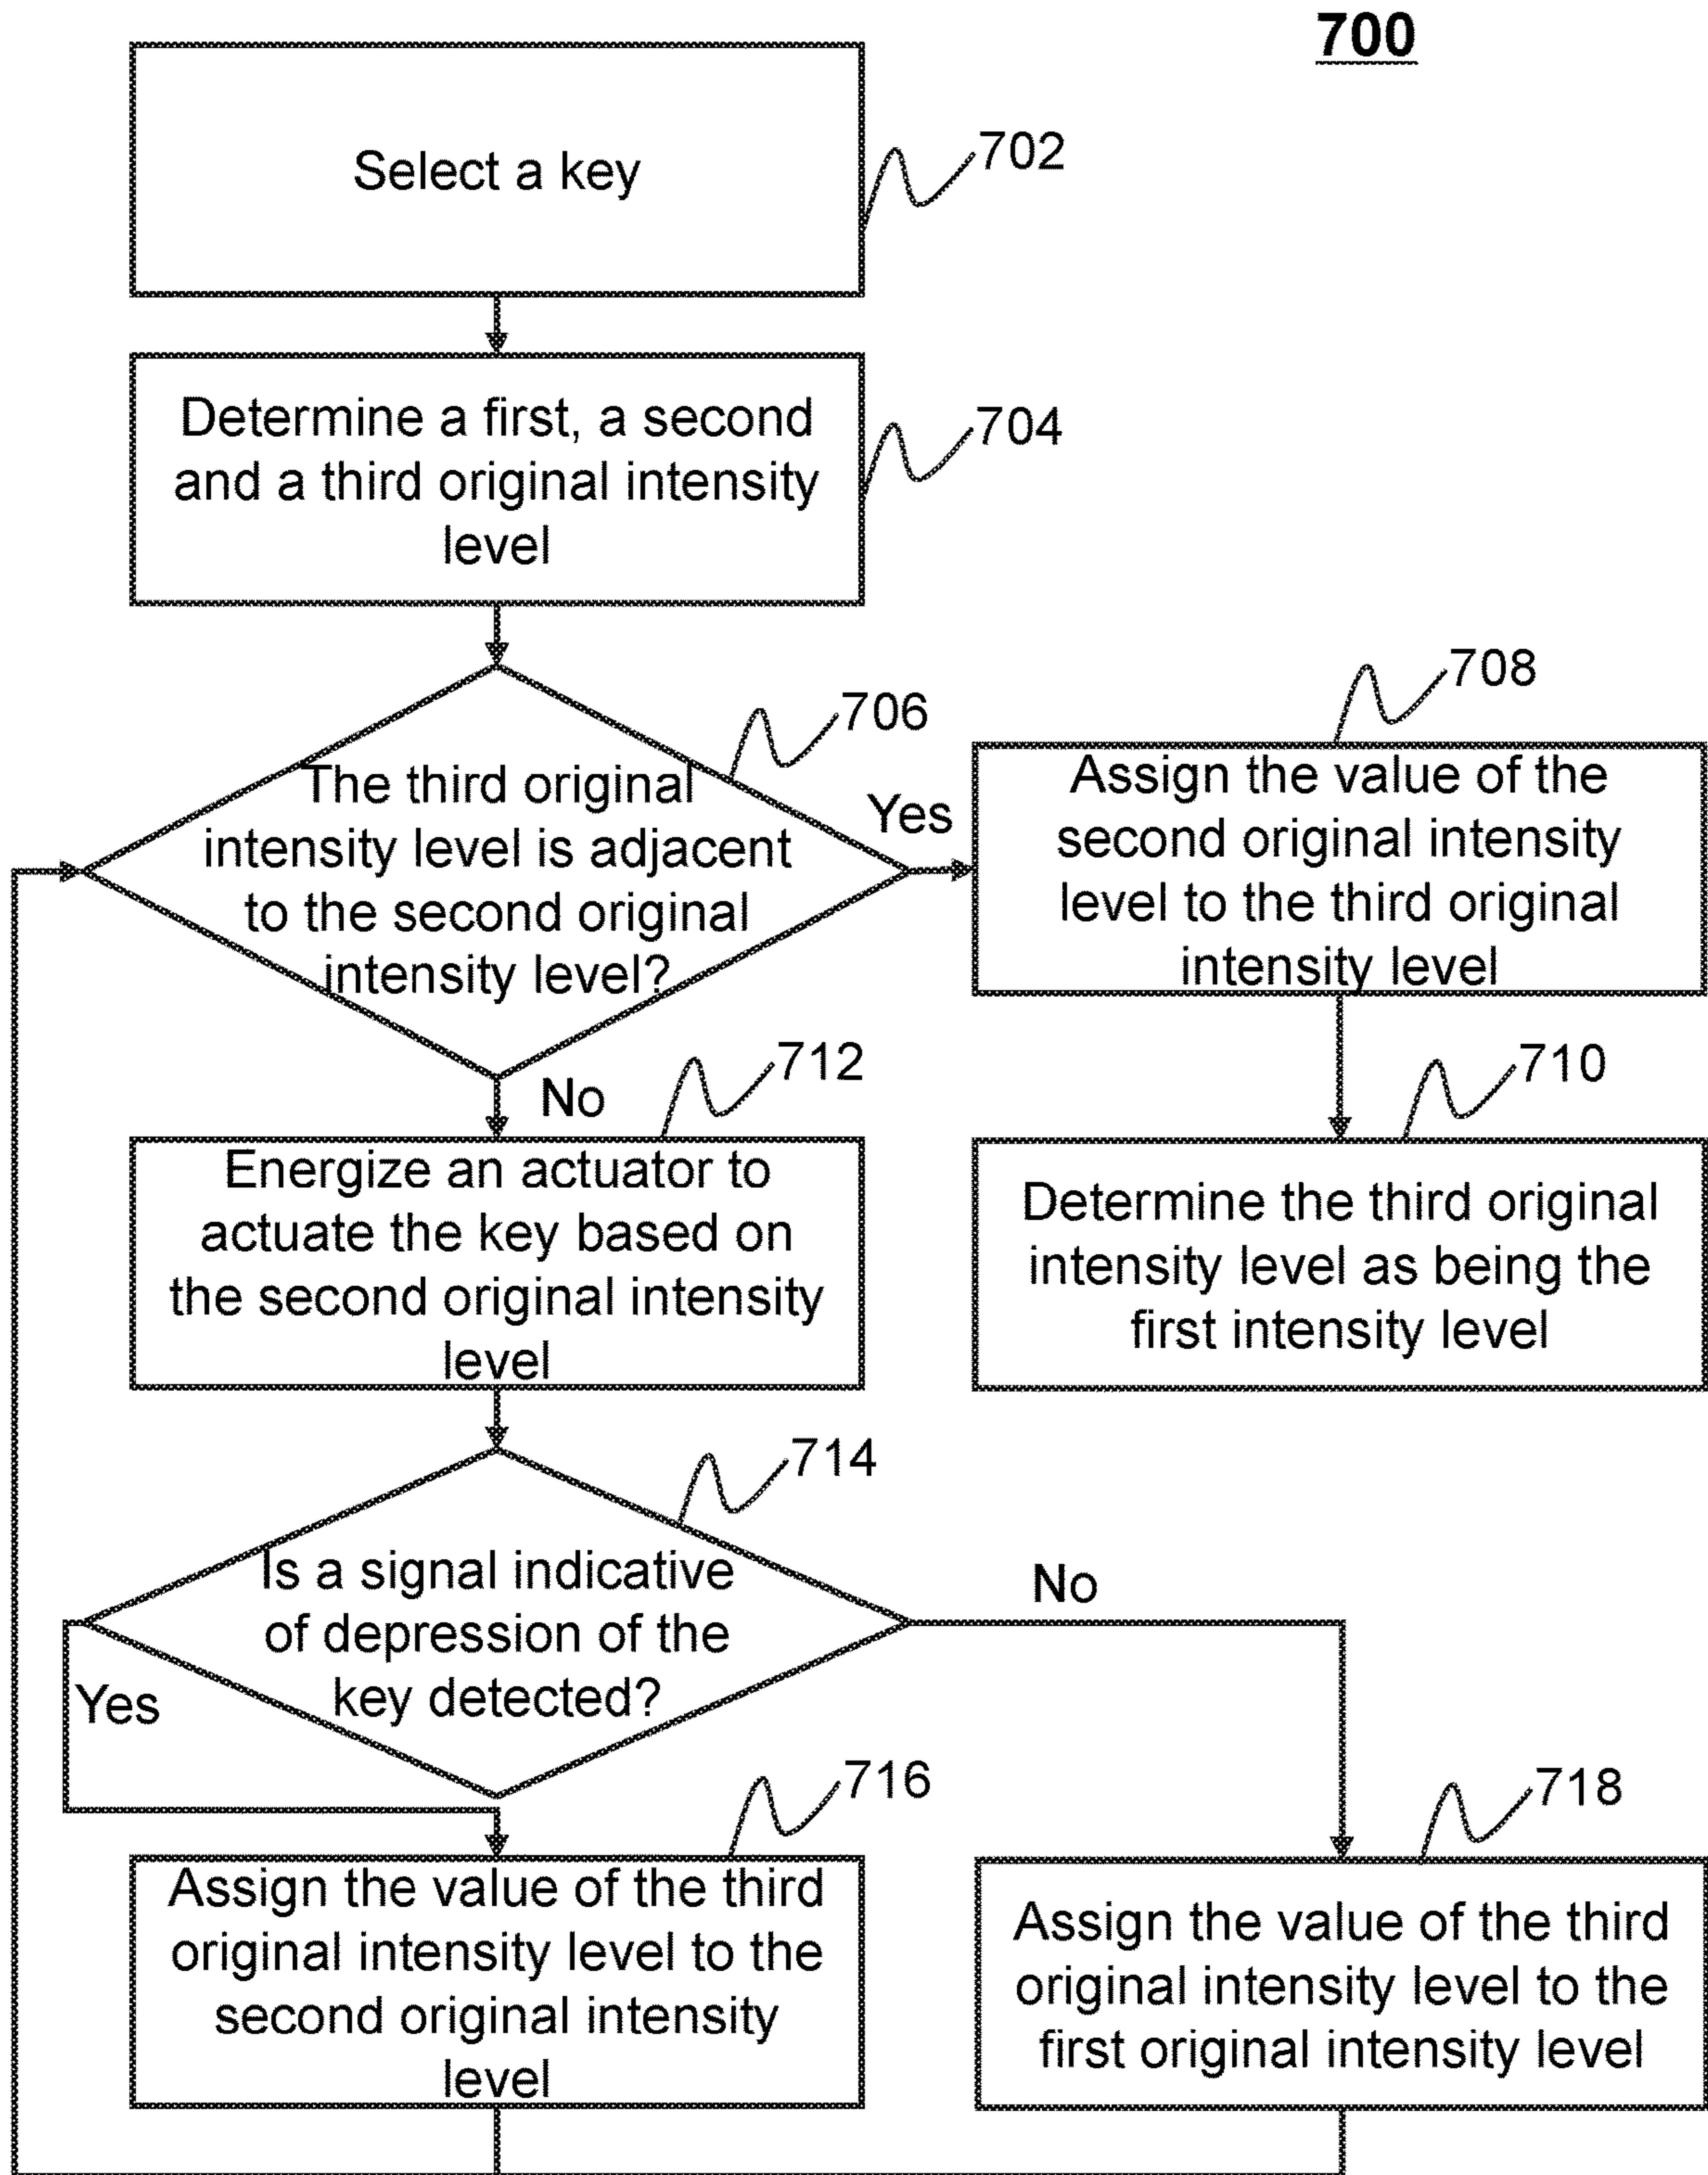 700
Select a key
702
Determine a first, a second
and a third original intensity
level
704
706
The third original
intensity level is adjacent
to the second original
intensity level?
Yes
708
Assign the value of the
second original intensity
level to the third original
intensity level
No
712
710
Energize an actuator to
actuate the key based on
the second original intensity
level
Determine the third original
intensity level as being the
first intensity level
714
Is a signal indicative
of depression of the
key detected?
Yes
No
716
Assign the value of the third
original intensity level to the
second original intensity
level
718
Assign the value of the third
original intensity level to the
first original intensity level